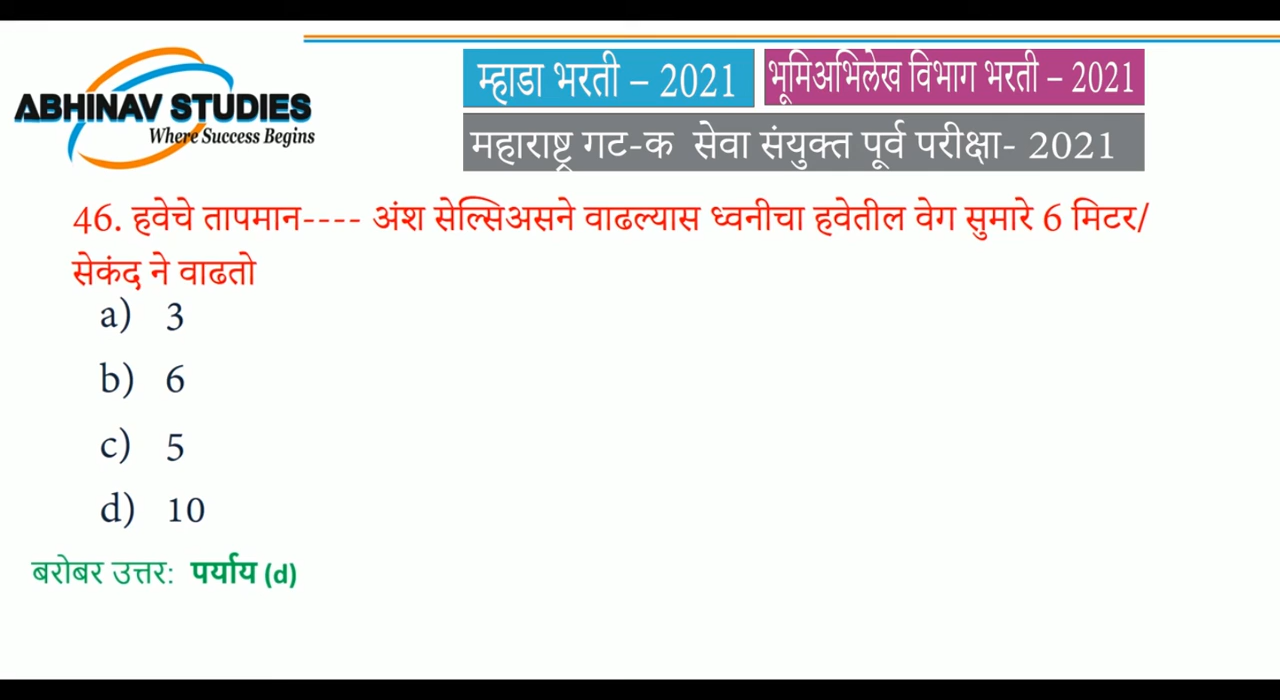 ABHINAV STUDIES
Where Success Begins
म्हाडा भरती – 2021
भूमिअभिलेख विभाग भरती – 2021
महाराष्ट्र गट-क सेवा संयुक्त पूर्व परीक्षा- 2021
46. हवेचे तापमान---- अंश सेल्सिअसने वाढल्यास ध्वनीचा हवेतील वेग सुमारे 6 मिटर/
सेकंद ने वाढतो
a) 3
b) 6
c) 5
d) 10
बरोबर उत्तर: पर्याय (d)